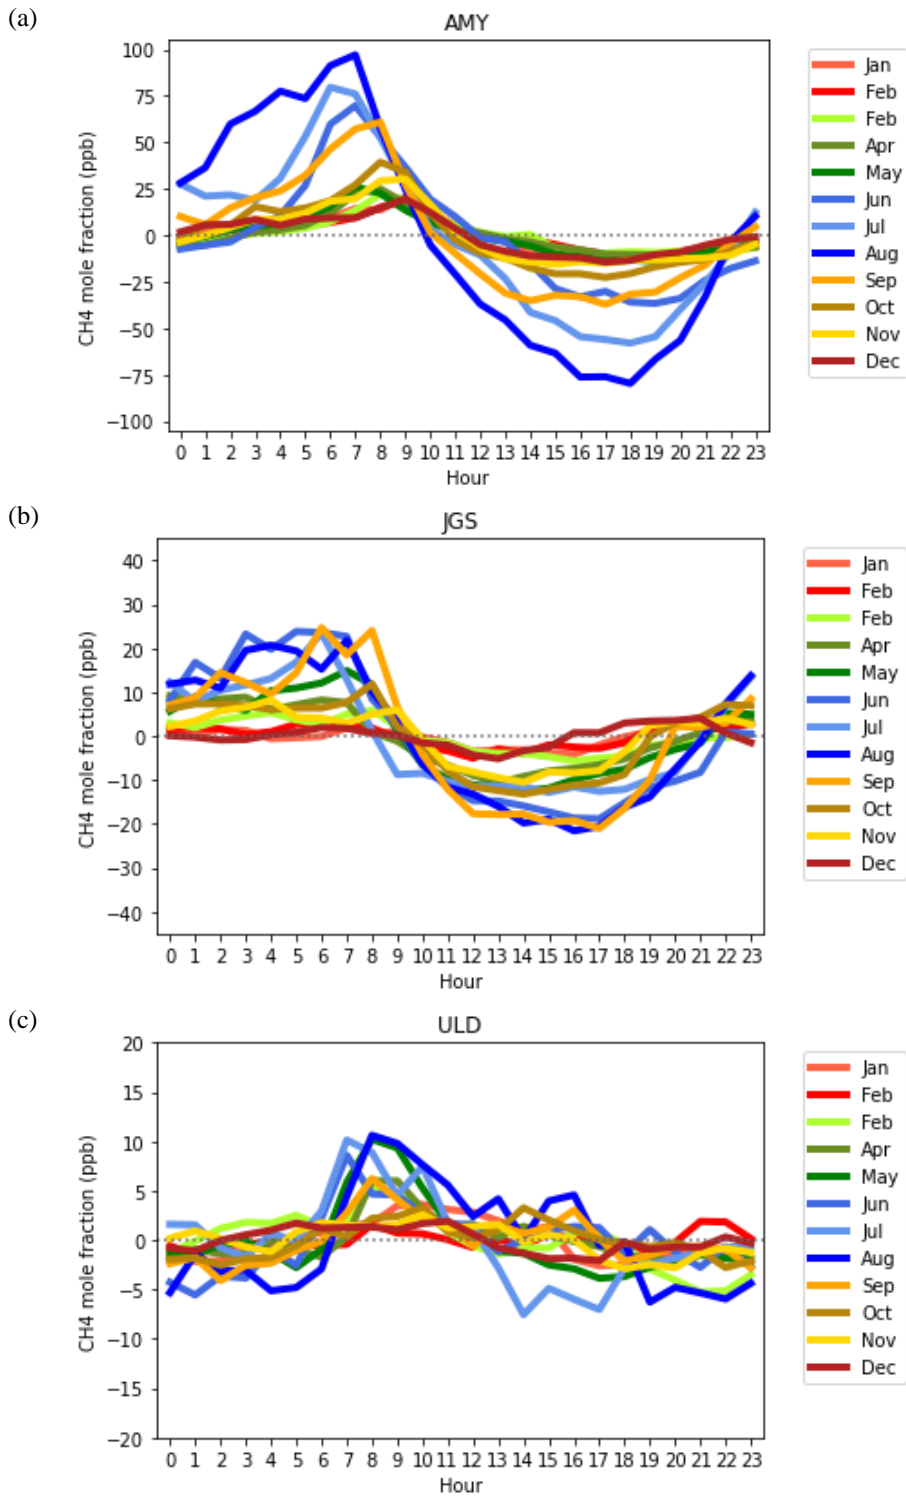 (a)
AMY
CH4 mole fraction (ppb)
100
75
50
25
0
−25
−50
−75
−100
0 1 2 3 4 5 6 7 8 9 10 11 12 13 14 15 16 17 18 19 20 21 22 23
Hour
Jan
Feb
Feb
Apr
May
Jun
Jul
Aug
Sep
Oct
Nov
Dec
(b)
JGS
CH4 mole fraction (ppb)
40
30
20
10
0
−10
−20
−30
−40
0 1 2 3 4 5 6 7 8 9 10 11 12 13 14 15 16 17 18 19 20 21 22 23
Hour
Jan
Feb
Feb
Apr
May
Jun
Jul
Aug
Sep
Oct
Nov
Dec
(c)
ULD
CH4 mole fraction (ppb)
20
15
10
5
0
−5
−10
−15
−20
0 1 2 3 4 5 6 7 8 9 10 11 12 13 14 15 16 17 18 19 20 21 22 23
Hour
Jan
Feb
Feb
Apr
May
Jun
Jul
Aug
Sep
Oct
Nov
Dec